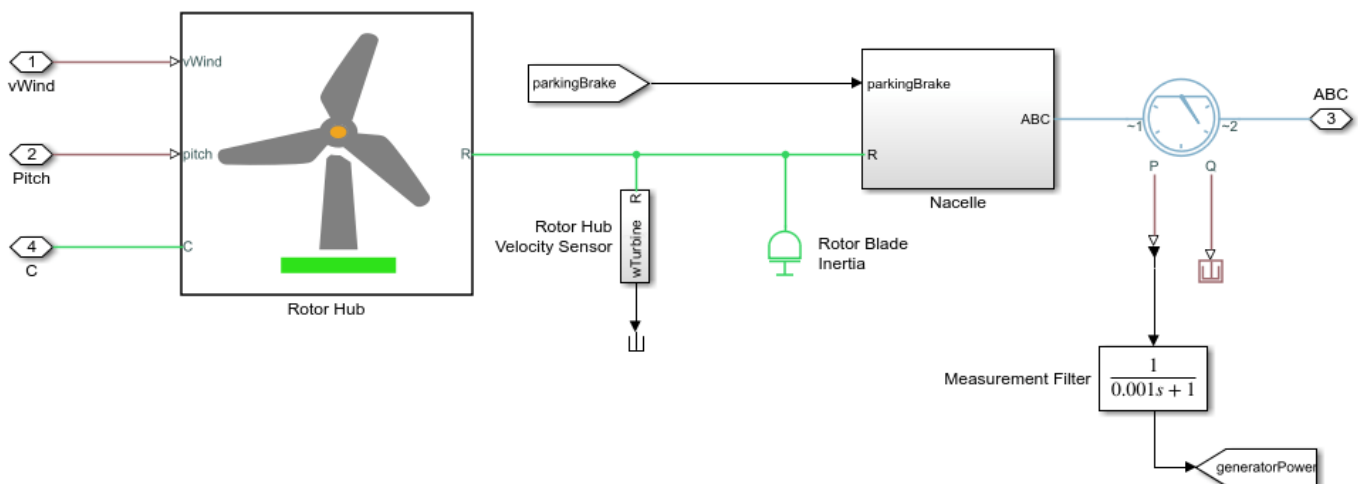 1
vWind
2
Pitch
4
C
vWind
pitch
C
R
Rotor Hub
parkingBrake
R
wTurbine
Rotor Hub
Velocity Sensor
Rotor Blade
Inertia
parkingBrake
R
ABC
Nacelle
~1
~2
P
Q
ABC
3
Measurement Filter
1
0.001s + 1
generatorPower